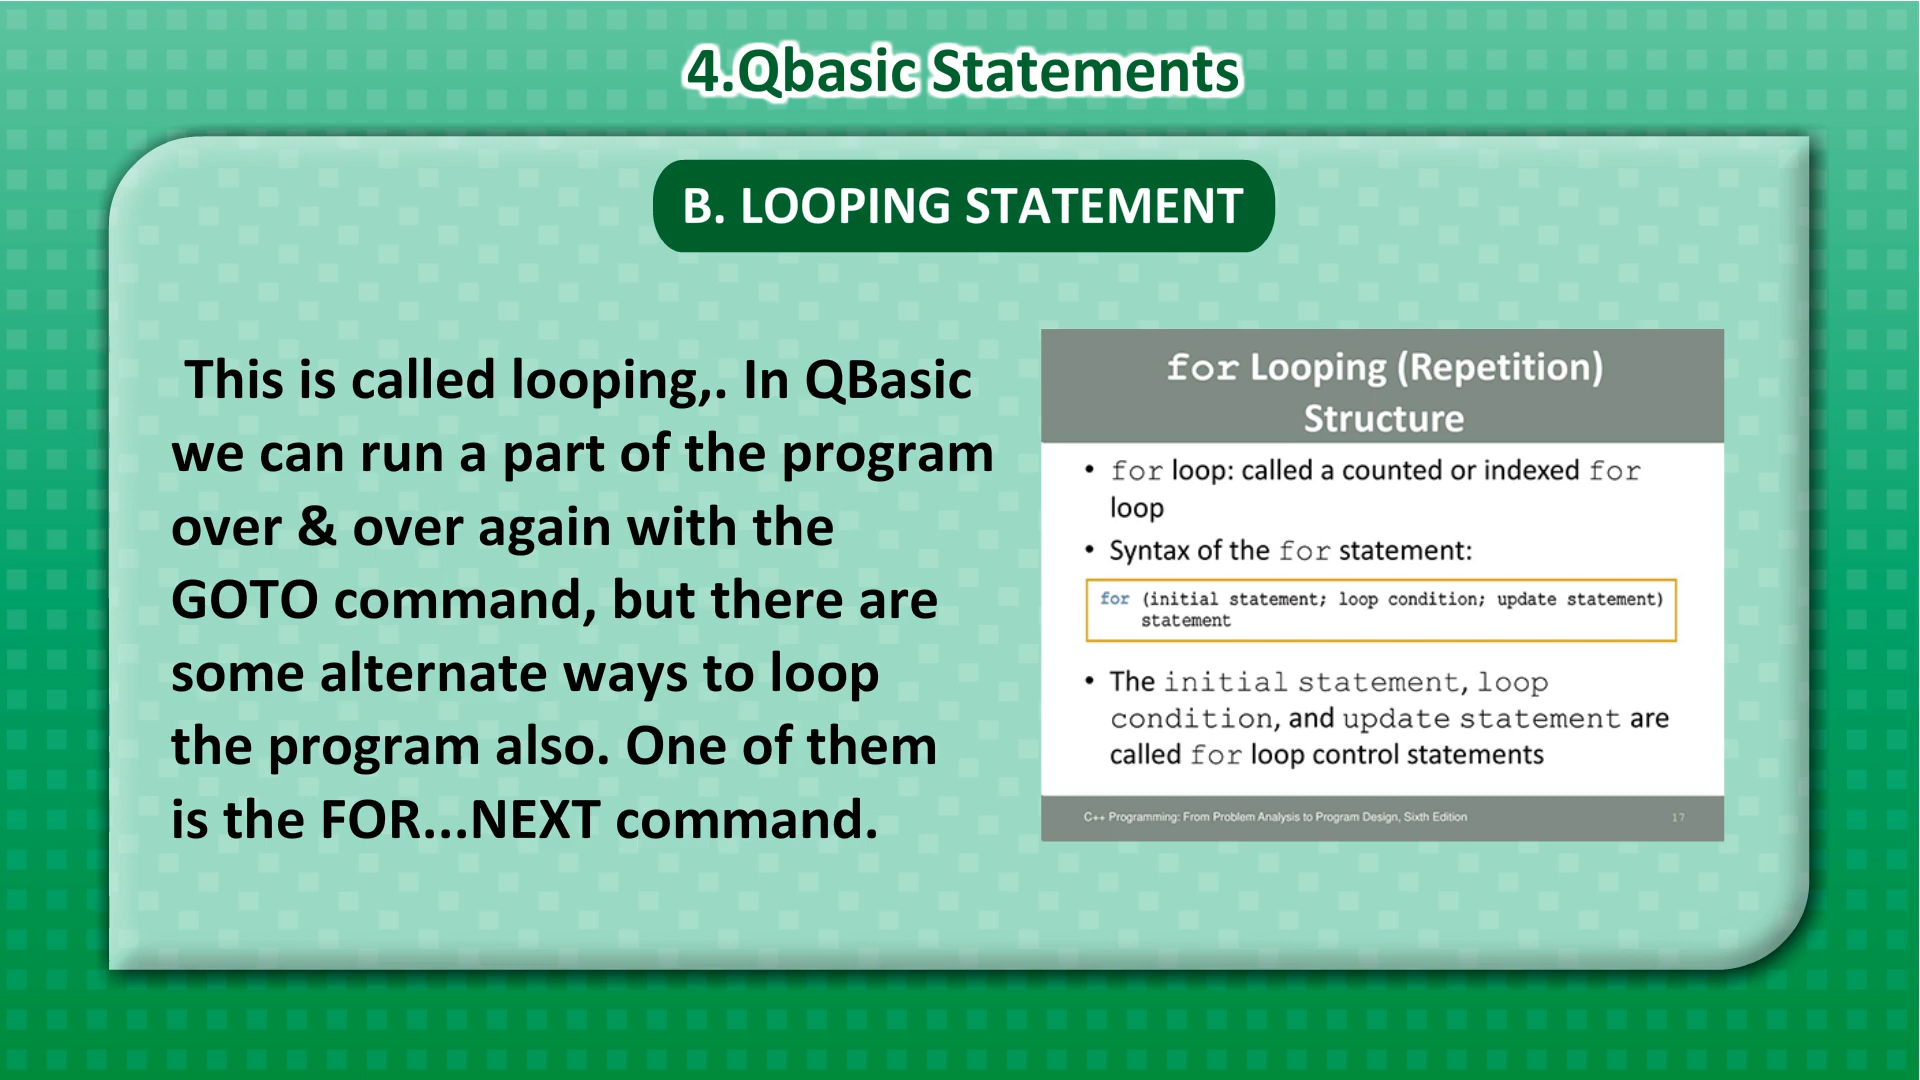 4.Qbasic Statements
B. LOOPING STATEMENT
This is called looping,. In QBasic
we can run a part of the program
over & over again with the
GOTO command, but there are
some alternate ways to loop
the program also. One of them
is the FOR...NEXT command.
for Looping (Repetition)
Structure
• for loop: called a counted or indexed for
loop
• Syntax of the for statement:
for (initial statement; loop condition; update statement)
statement
• The initial statement, loop
condition, and update statement are
called for loop control statements
C++ Programming: From Problem Analysis to Program Design, Sixth Edition
17